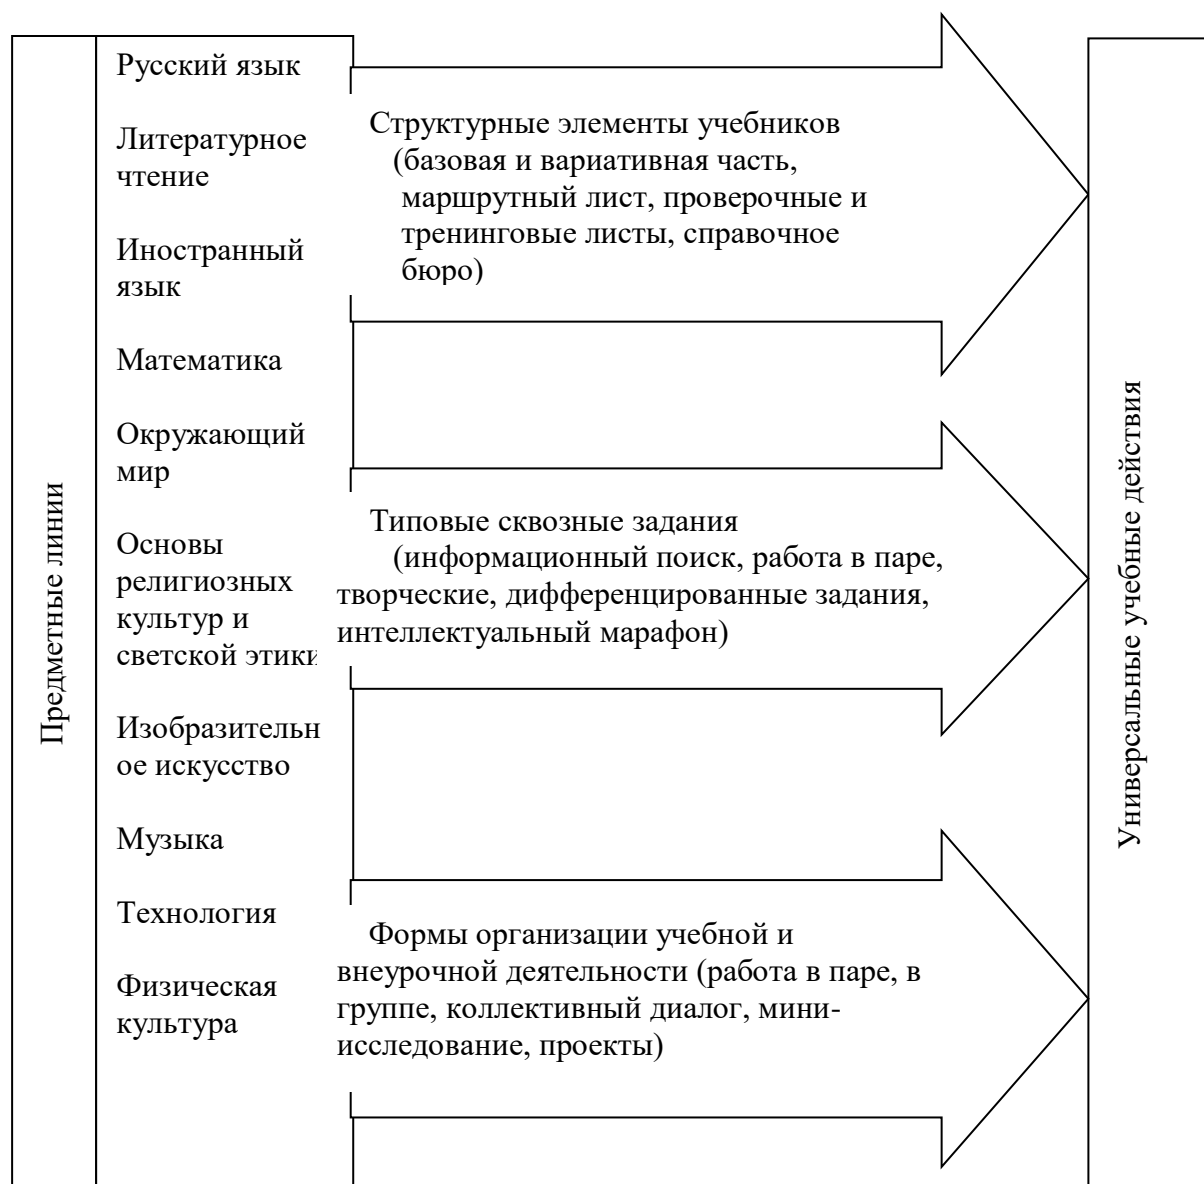 Предметные линии
Русский язык
Литературное
чтение
Иностранный
язык
Математика
Окружающий
мир
Основы
религиозных
культур и
светской этики
Изобразительн
ое искусство
Музыка
Технология
Физическая
культура
Структурные элементы учебников
(базовая и вариативная часть,
маршрутный лист, проверочные и
тренинговые листы, справочное
бюро)
Типовые сквозные задания
(информационный поиск, работа в паре,
творческие, дифференцированные задания,
интеллектуальный марафон)
Формы организации учебной и
внеурочной деятельности (работа в паре, в
группе, коллективный диалог, мини-
исследование, проекты)
Универсальные учебные действия